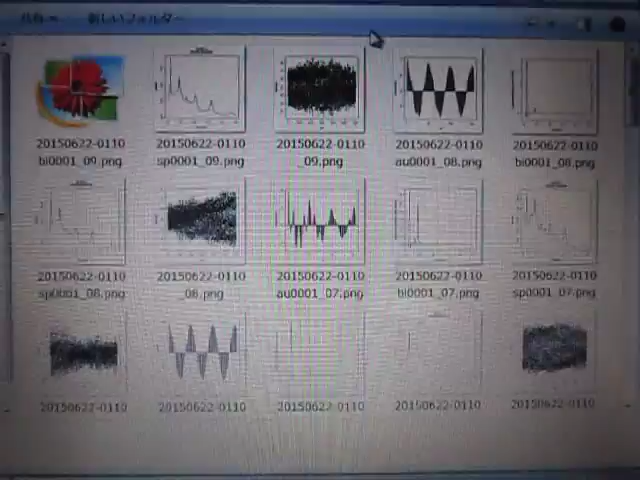 共有 新しいフォルダー
20150622-0110 20150622-0110 20150622-0110 20150622-0110 20150622-0110
bi0001_09.png sp0001_09.png _09.png au0001_08.png bi0001_08.png
20150622-0110 20150622-0110 20150622-0110 20150622-0110 20150622-0110
sp0001_08.png _08.png au0001_07.png bi0001_07.png sp0001_07.png
20150622-0110 20150622-0110 20150622-0110 20150622-0110 20150622-0110